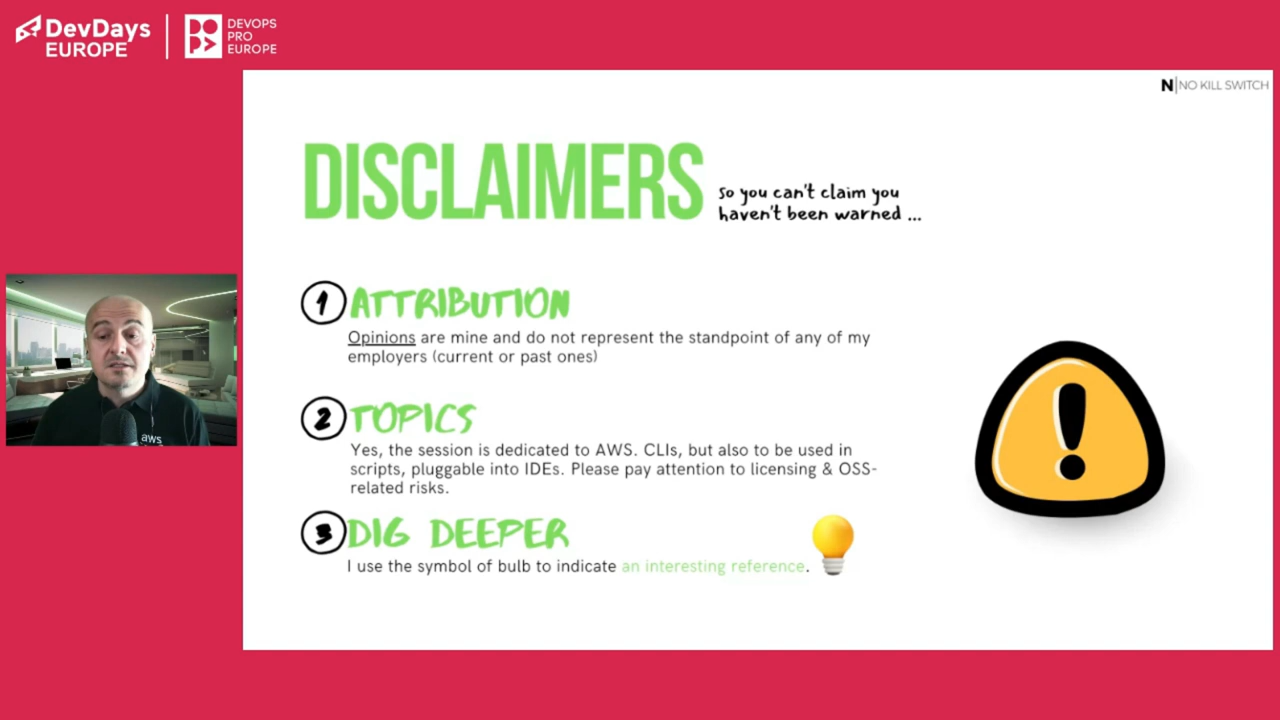 DevDays
EUROPE
DEVOPS
PRO
EUROPE
N|NO KILL SWITCH
DISCLAIMERS
so you can't claim you
haven't been warned ...
1 ATTRIBUTION
Opinions are mine and do not represent the standpoint of any of my
employers (current or past ones)
2 TOPICS
Yes, the session is dedicated to AWS. CLIs, but also to be used in
scripts, pluggable into IDEs. Please pay attention to licensing & OSS-
related risks.
3 DIG DEEPER
I use the symbol of bulb to indicate an interesting reference.
aws